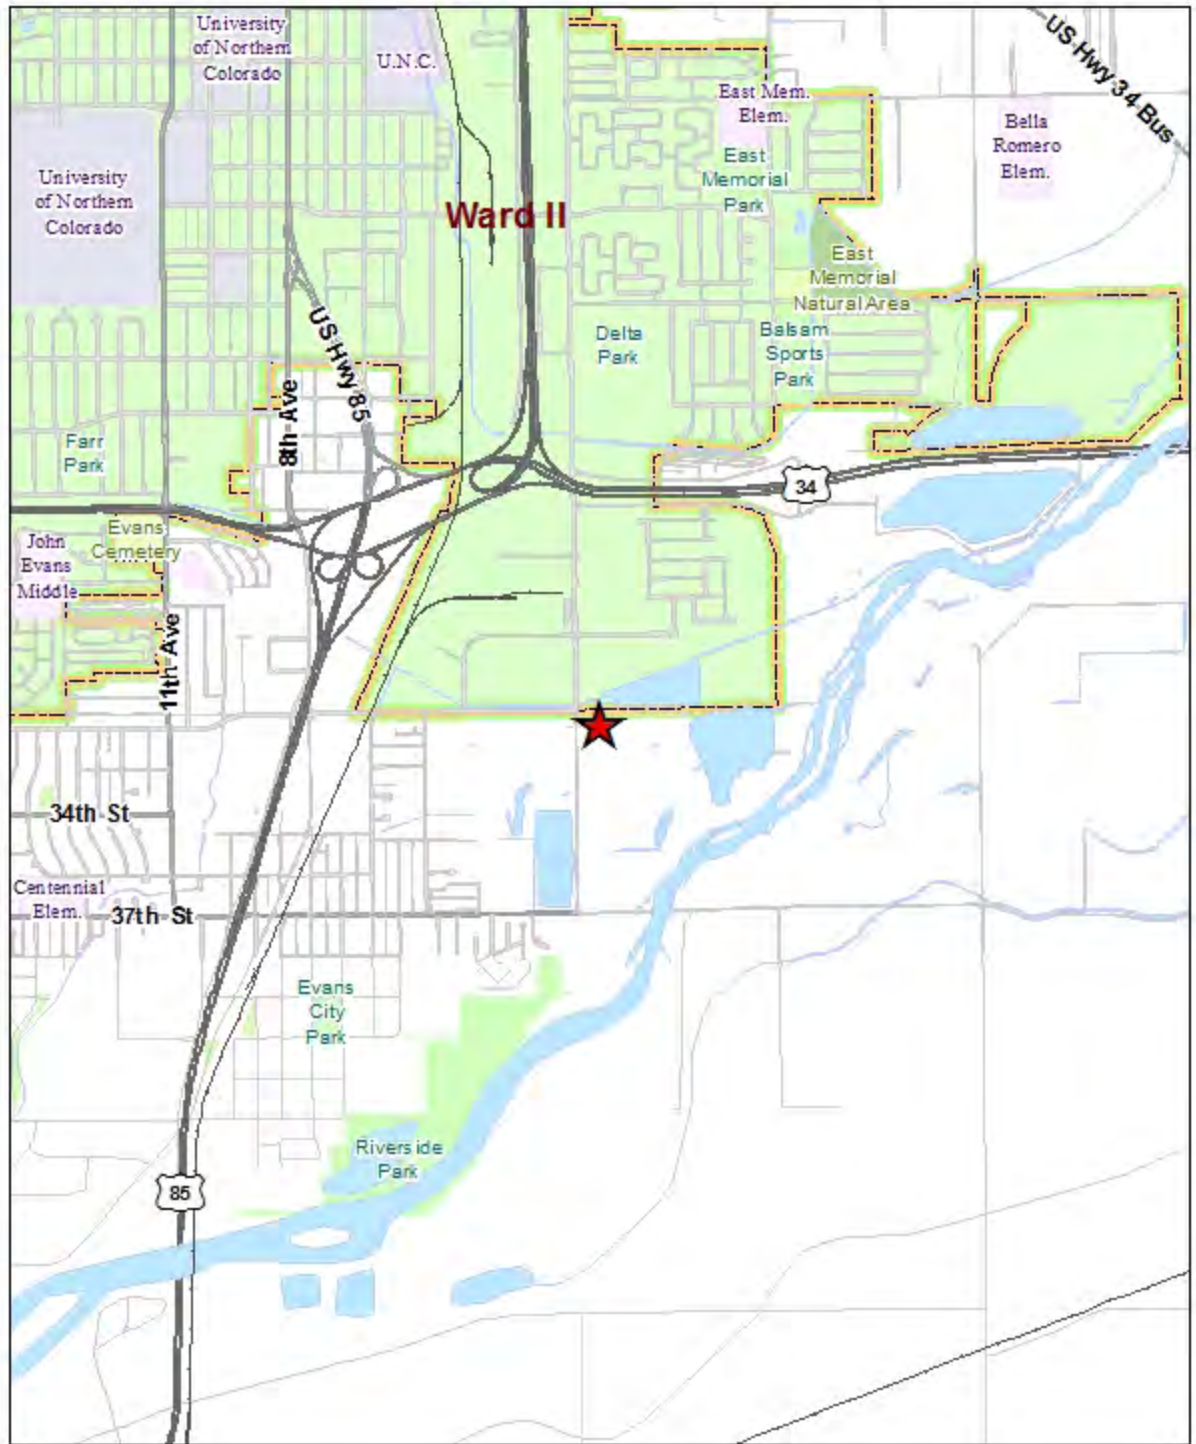 University
of Northern
Colorado
U.N.C.
US Hwy 34 Bus
East Mem.
Elem.
Bella
Romero
Elem.
East
Memorial
Park
University
of Northern
Colorado
Ward II
East
Memorial
Natural Area
US Hwy 85
Delta
Park
Balsam
Sports
Park
8th Ave
Farr
Park
34
Evans
Cemetery
John
Evans
Middle
11th Ave
34th St
Centennial
Elem.
37th St
Evans
City
Park
Riverside
Park
85